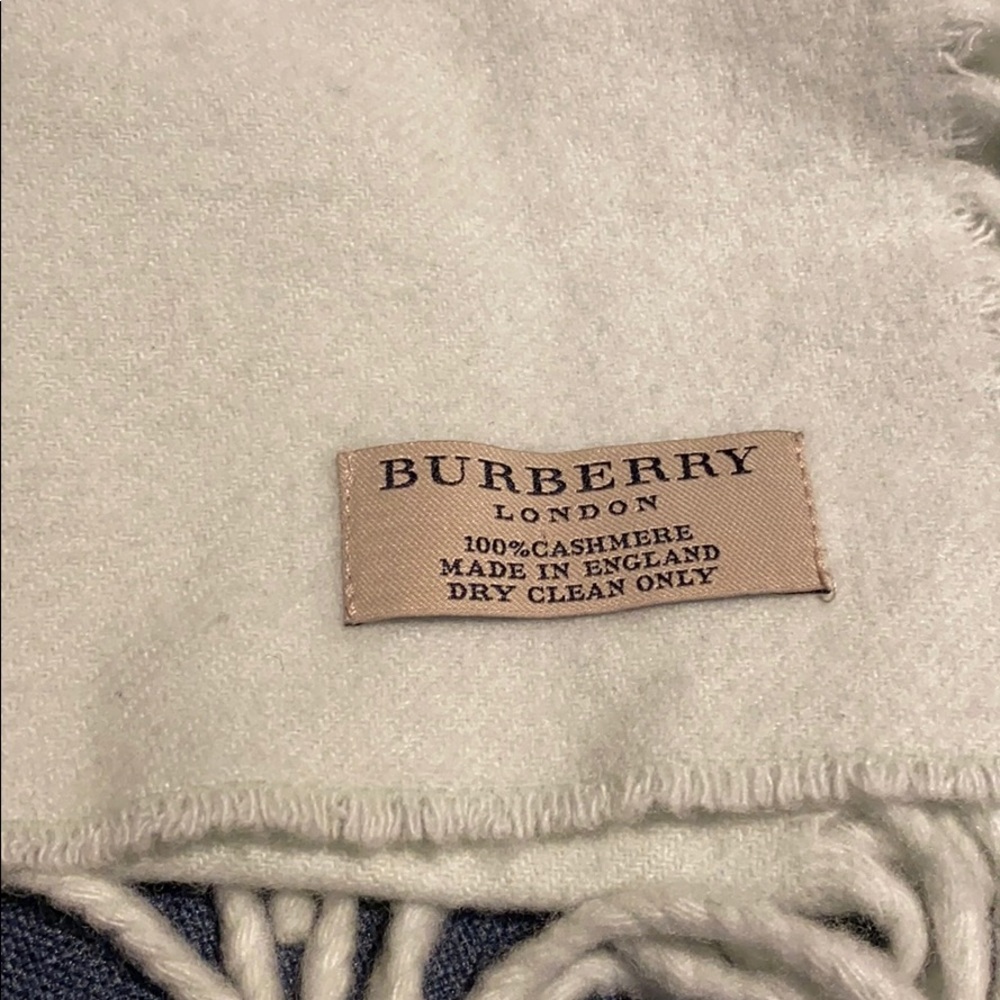 BURBERRY
LONDON
100%CASHMERE
MADE IN ENGLAND
DRY CLEAN ONLY